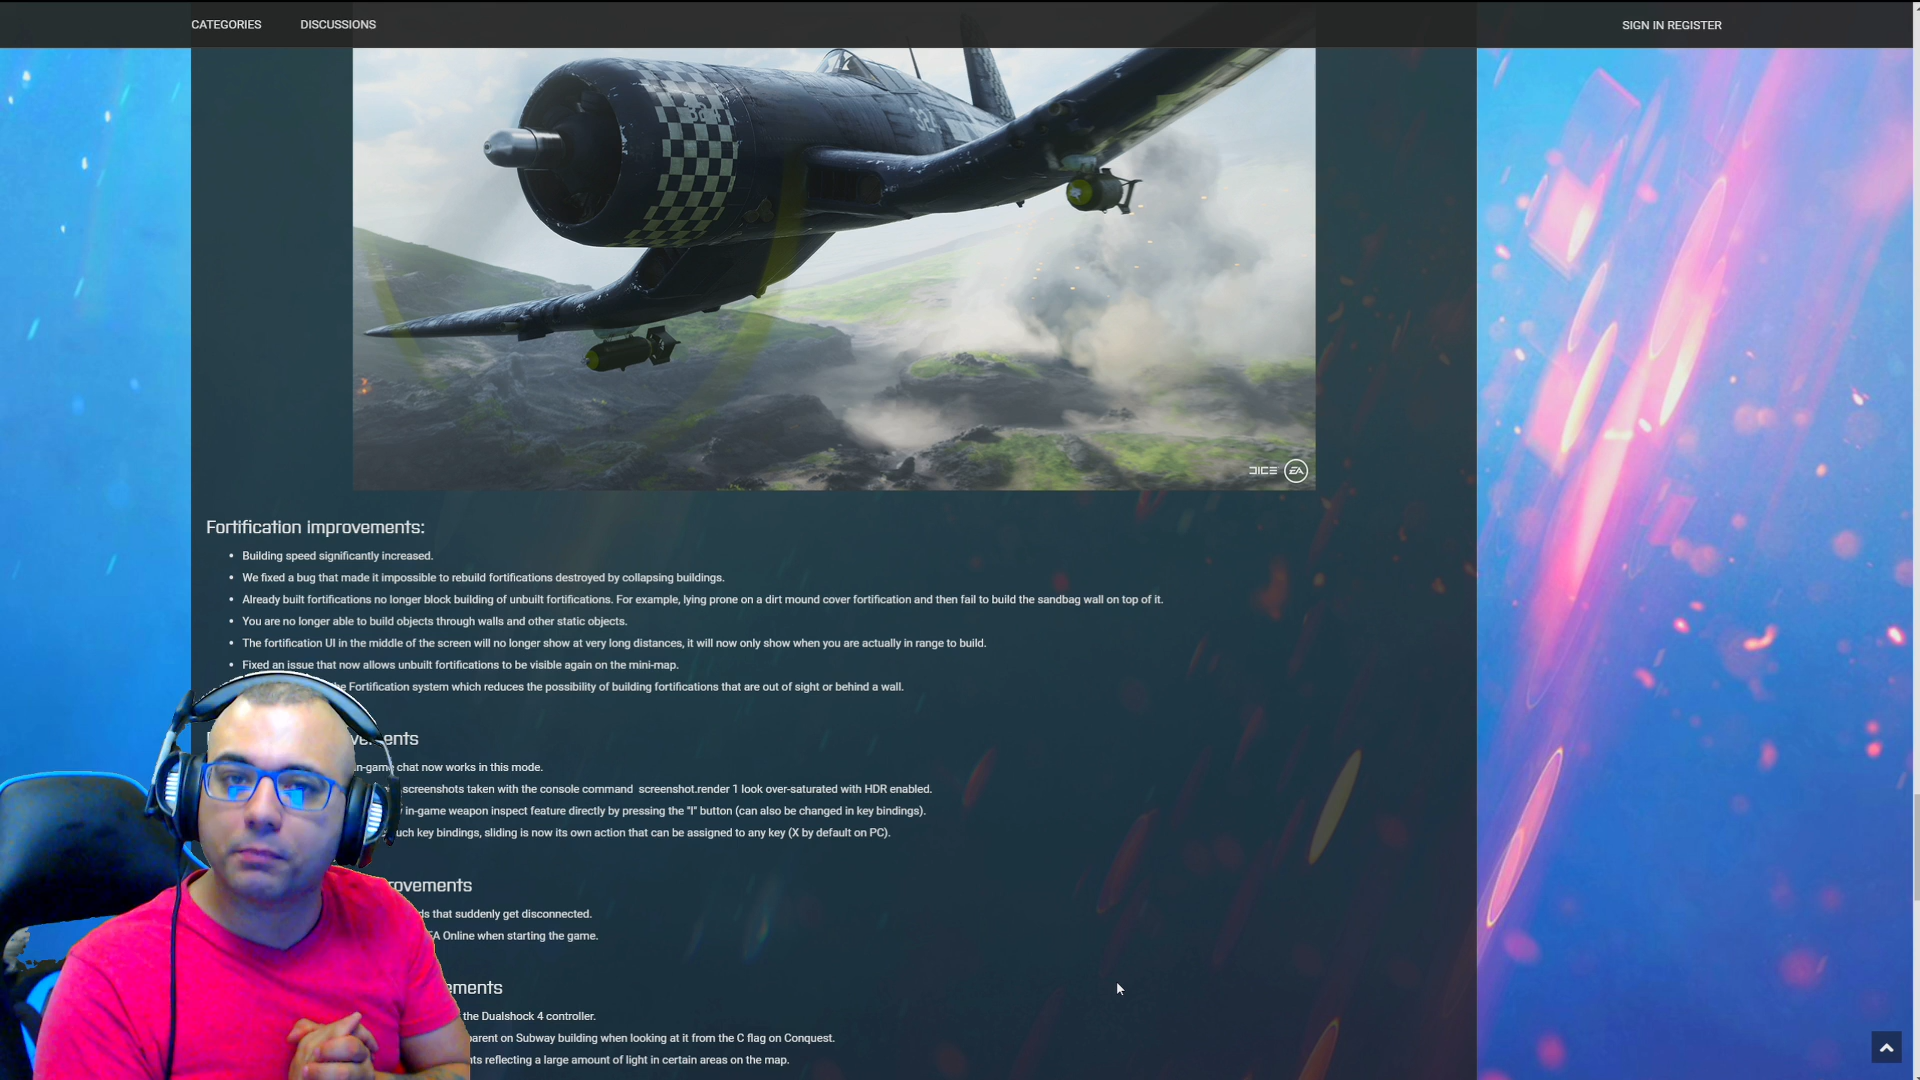 CATEGORIES DISCUSSIONS SIGN IN REGISTER
324
DICE EA
Fortification improvements:
• Building speed significantly increased.
• We fixed a bug that made it impossible to rebuild fortifications destroyed by collapsing buildings.
• Already built fortifications no longer block building of unbuilt fortifications. For example, lying prone on a dirt mound cover fortification and then fail to build the sandbag wall on top of it.
• You are no longer able to build objects through walls and other static objects.
• The fortification UI in the middle of the screen will no longer show at very long distances, it will now only show when you are actually in range to build.
• Fixed an issue that now allows unbuilt fortifications to be visible again on the mini-map.
Fortification system which reduces the possibility of building fortifications that are out of sight or behind a wall.
chat now works in this mode.
screenshots taken with the console command screenshot.render 1 look over-saturated with HDR enabled.
in-game weapon inspect feature directly by pressing the "I" button (can also be changed in key bindings).
key bindings, sliding is now its own action that can be assigned to any key (X by default on PC).
that suddenly get disconnected.
Online when starting the game.
the Dualshock 4 controller.
on Subway building when looking at it from the C flag on Conquest.
reflecting a large amount of light in certain areas on the map.